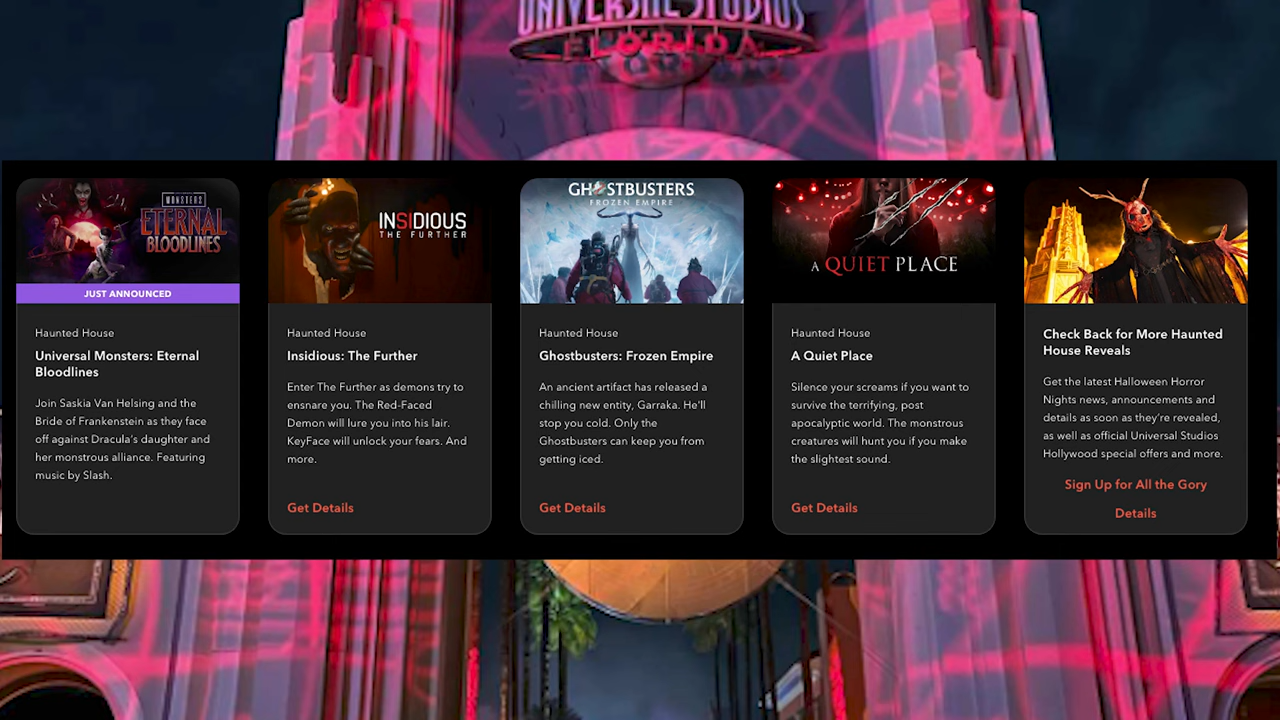 UNIVERSAL STUDIOS
FLORIDA
MONSTERS
ETERNAL
BLOODLINES
JUST ANNOUNCED
Haunted House
Universal Monsters: Eternal
Bloodlines
Join Saskia Van Helsing and the
Bride of Frankenstein as they face
off against Dracula's daughter and
her monstrous alliance. Featuring
music by Slash.
INSIDIOUS
THE FURTHER
Haunted House
Insidious: The Further
Enter The Further as demons try to
ensnare you. The Red-Faced
Demon will lure you into his lair.
KeyFace will unlock your fears. And
more.
Get Details
GHOSTBUSTERS
FROZEN EMPIRE
Haunted House
Ghostbusters: Frozen Empire
An ancient artifact has released a
chilling new entity, Garraka. He'll
stop you cold. Only the
Ghostbusters can keep you from
getting iced.
Get Details
A QUIET PLACE
Haunted House
A Quiet Place
Silence your screams if you want to
survive the terrifying, post
apocalyptic world. The monstrous
creatures will hunt you if you make
the slightest sound.
Get Details
Check Back for More Haunted
House Reveals
Get the latest Halloween Horror
Nights news, announcements and
details as soon as they're revealed,
as well as official Universal Studios
Hollywood special offers and more.
Sign Up for All the Gory
Details